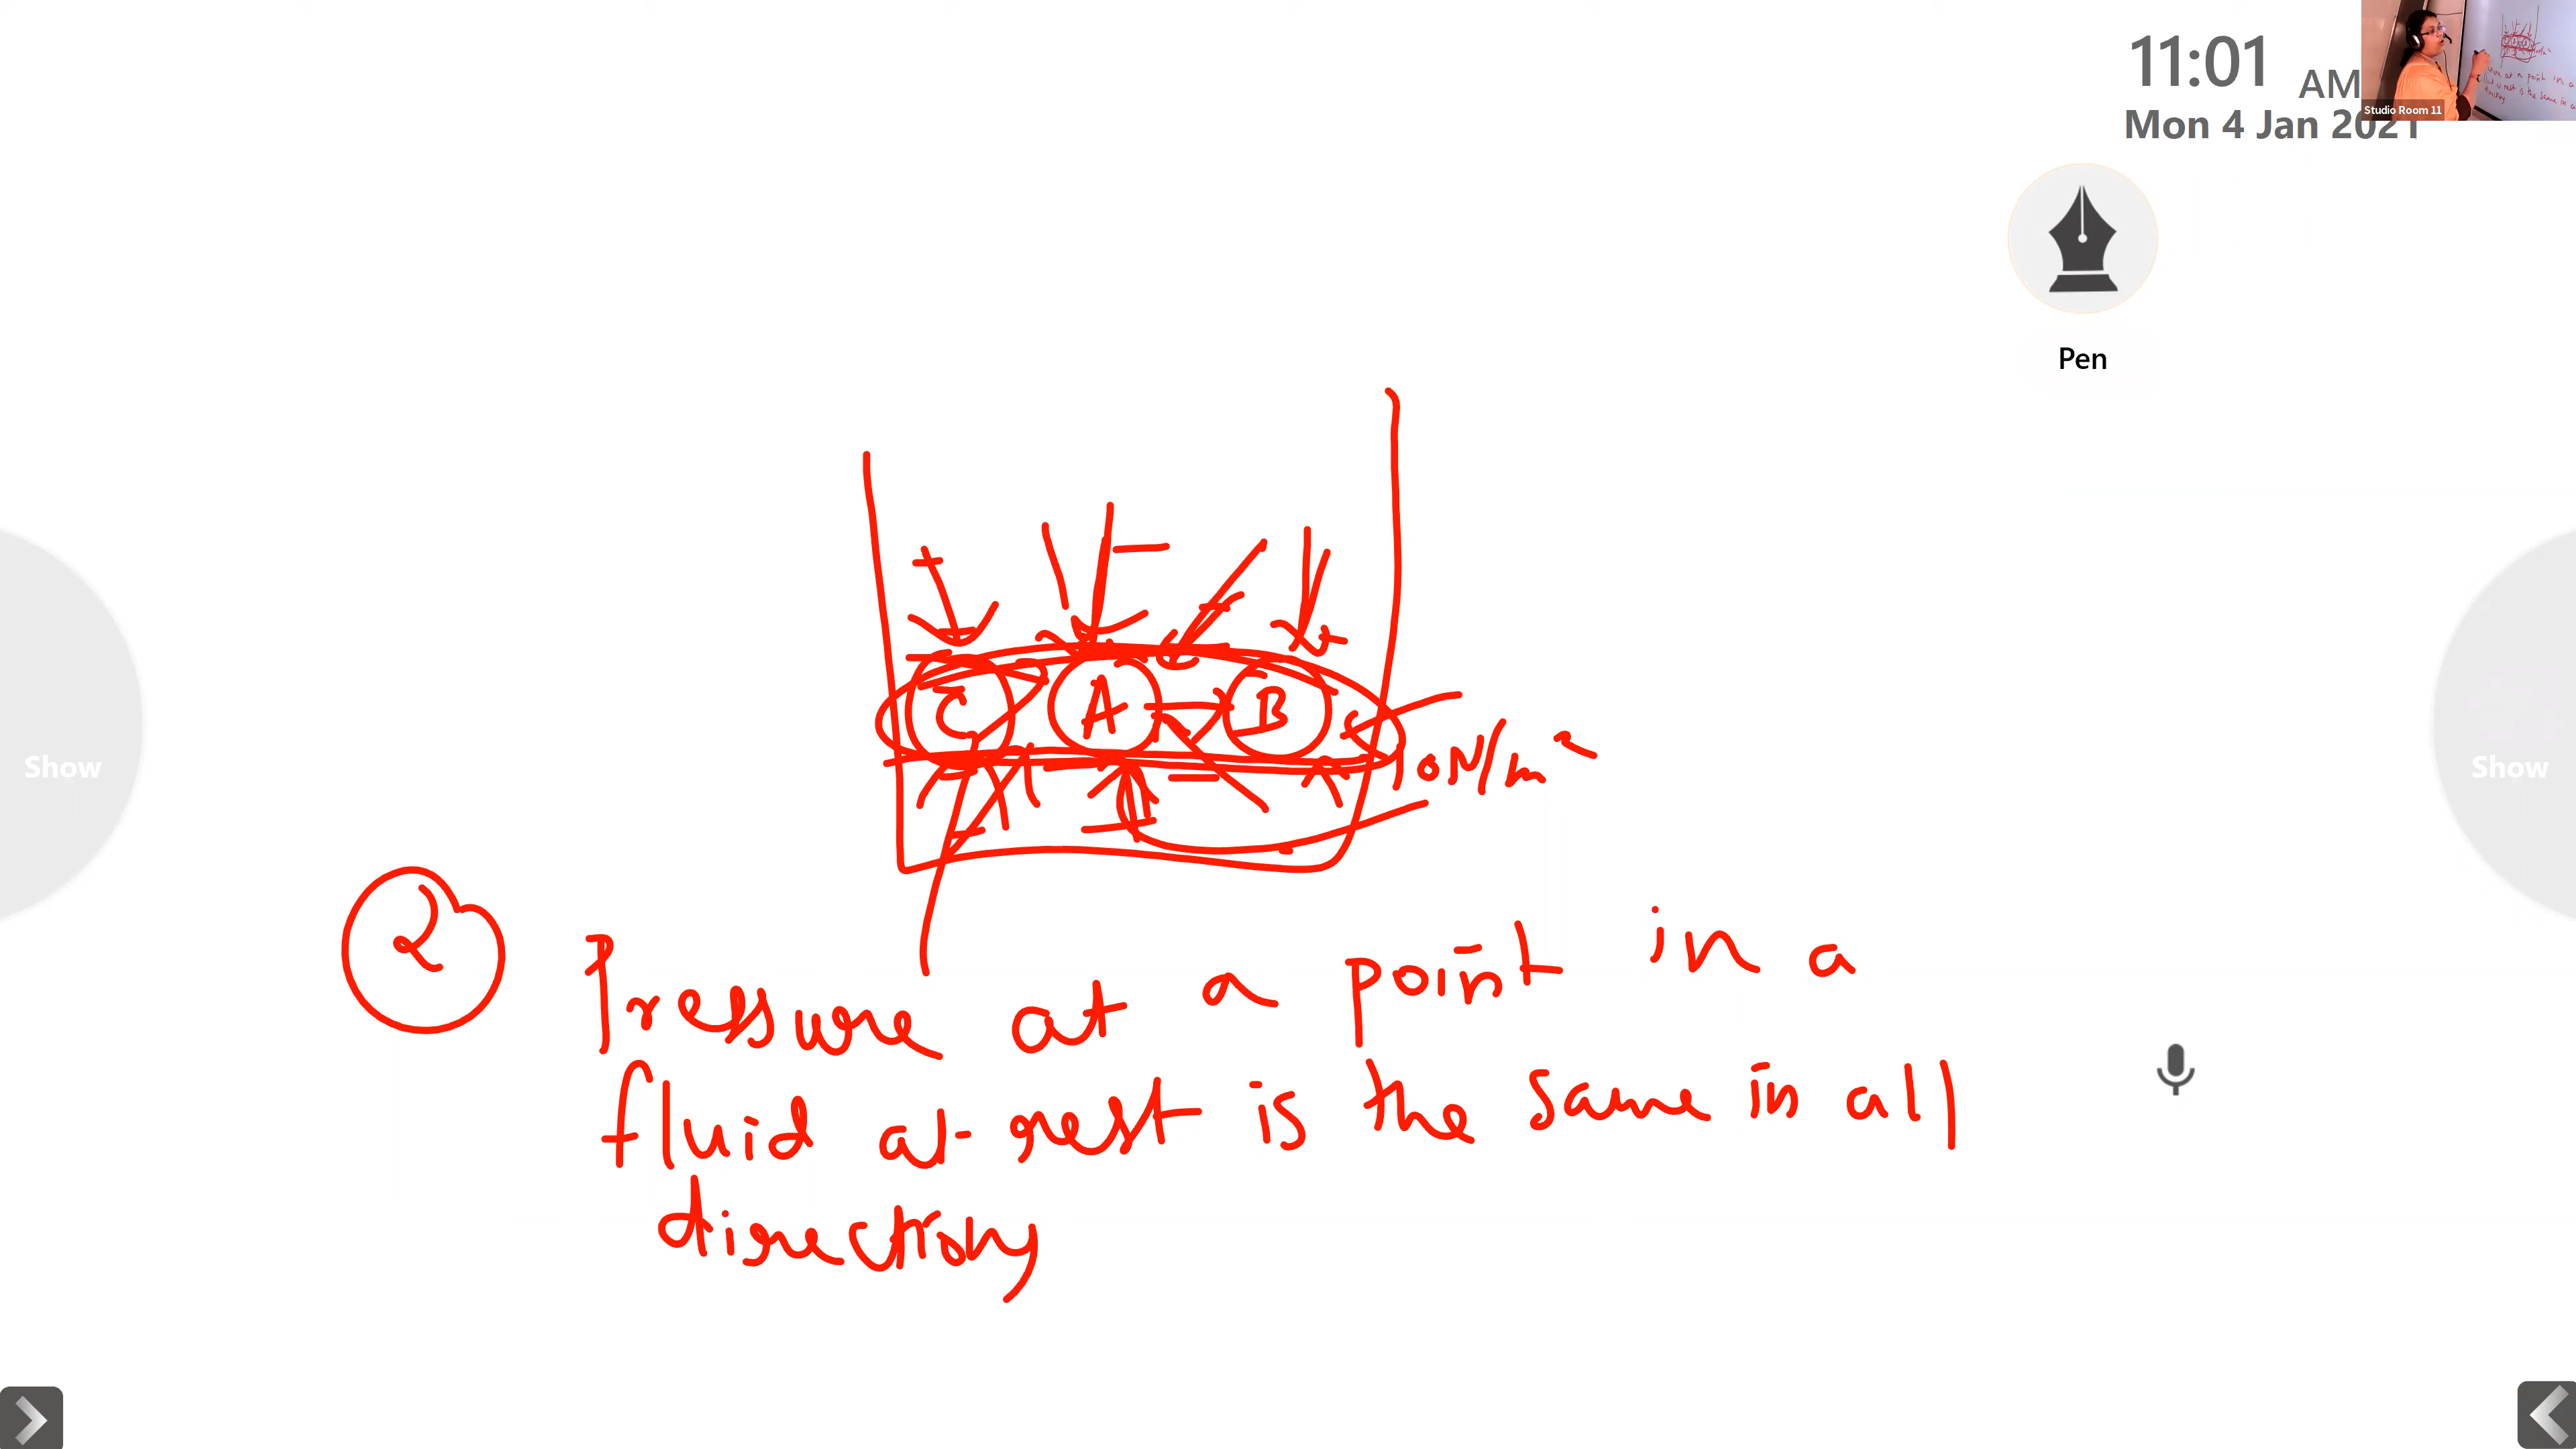 11:01 AM
Mon 4 Jan 2021
Studio Room 11
Pen
C A B
10N/m²
Show
Show
2 Pressure at a point in a
fluid at rest is the same in all
directions